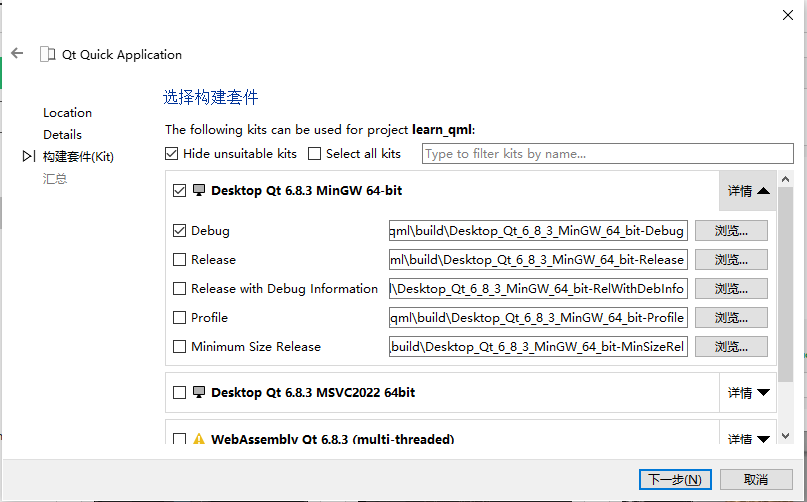 Qt Quick Application
Location
Details
构建套件(Kit)
汇总
选择构建套件
The following kits can be used for project learn_qml:
Hide unsuitable kits Select all kits Type to filter kits by name...
Desktop Qt 6.8.3 MinGW 64-bit 详情
Debug qml\build\Desktop_Qt_6_8_3_MinGW_64_bit-Debug 浏览...
Release ml\build\Desktop_Qt_6_8_3_MinGW_64_bit-Release 浏览...
Release with Debug Information l\build\Desktop_Qt_6_8_3_MinGW_64_bit-RelWithDebInfo 浏览...
Profile qml\build\Desktop_Qt_6_8_3_MinGW_64_bit-Profile 浏览...
Minimum Size Release build\Desktop_Qt_6_8_3_MinGW_64_bit-MinSizeRel 浏览...
Desktop Qt 6.8.3 MSVC2022 64bit 详情
WebAssembly Qt 6.8.3 (multi-threaded) 详情
下一步(N) 取消